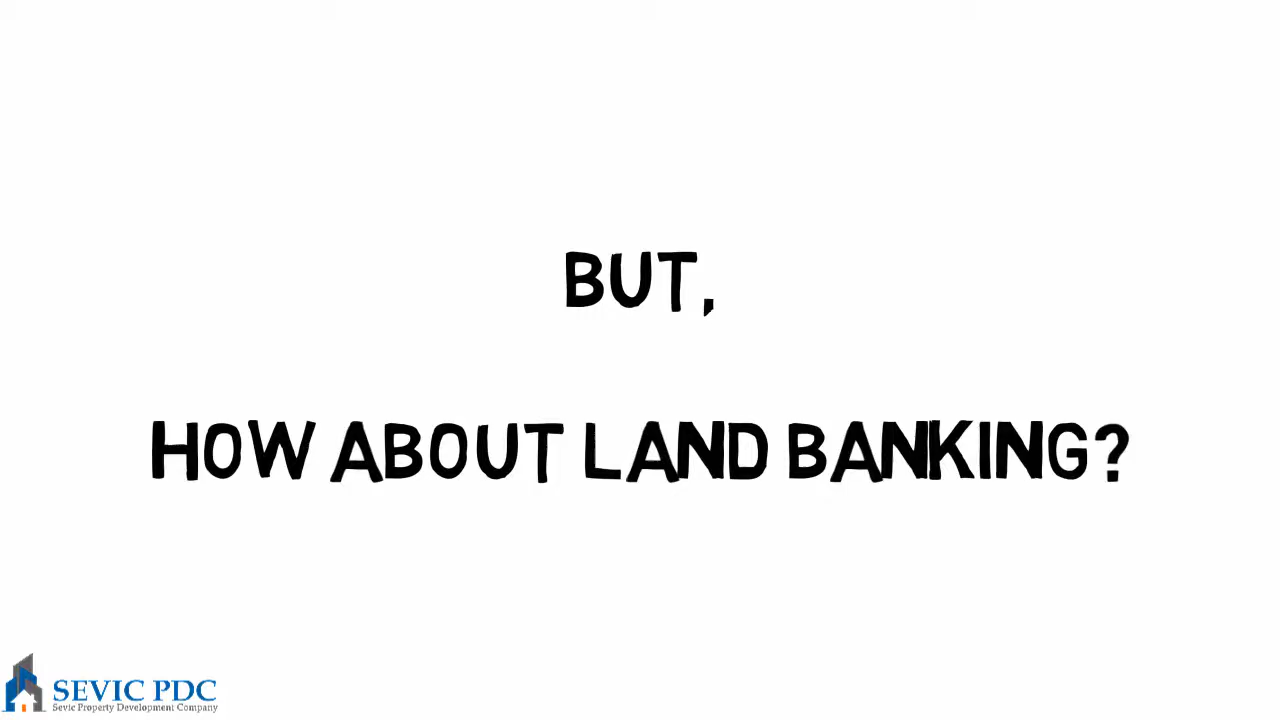 BUT,
HOW ABOUT LAND BANKING?
SEVIC PDC
Sevic Property Development Company